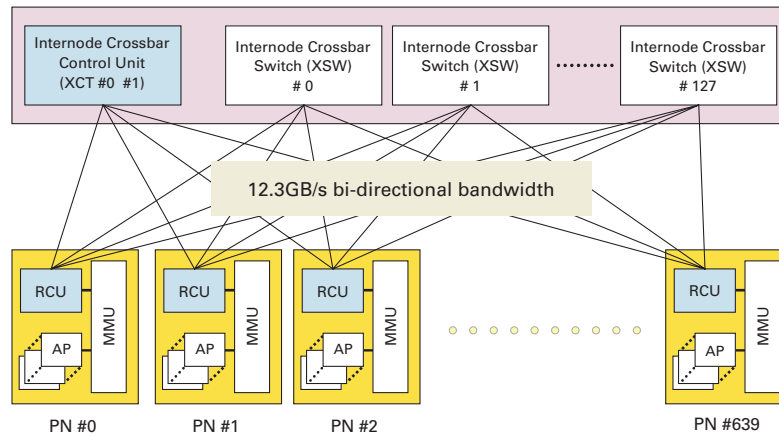 Internode Crossbar
Control Unit
(XCT #0 #1)
Internode Crossbar
Switch (XSW)
# 0
Internode Crossbar
Switch (XSW)
# 1
Internode Crossbar
Switch (XSW)
# 127
12.3GB/s bi-directional bandwidth
RCU
MMU
AP
RCU
MMU
AP
RCU
MMU
AP
RCU
MMU
AP
PN #0
PN #1
PN #2
PN #639